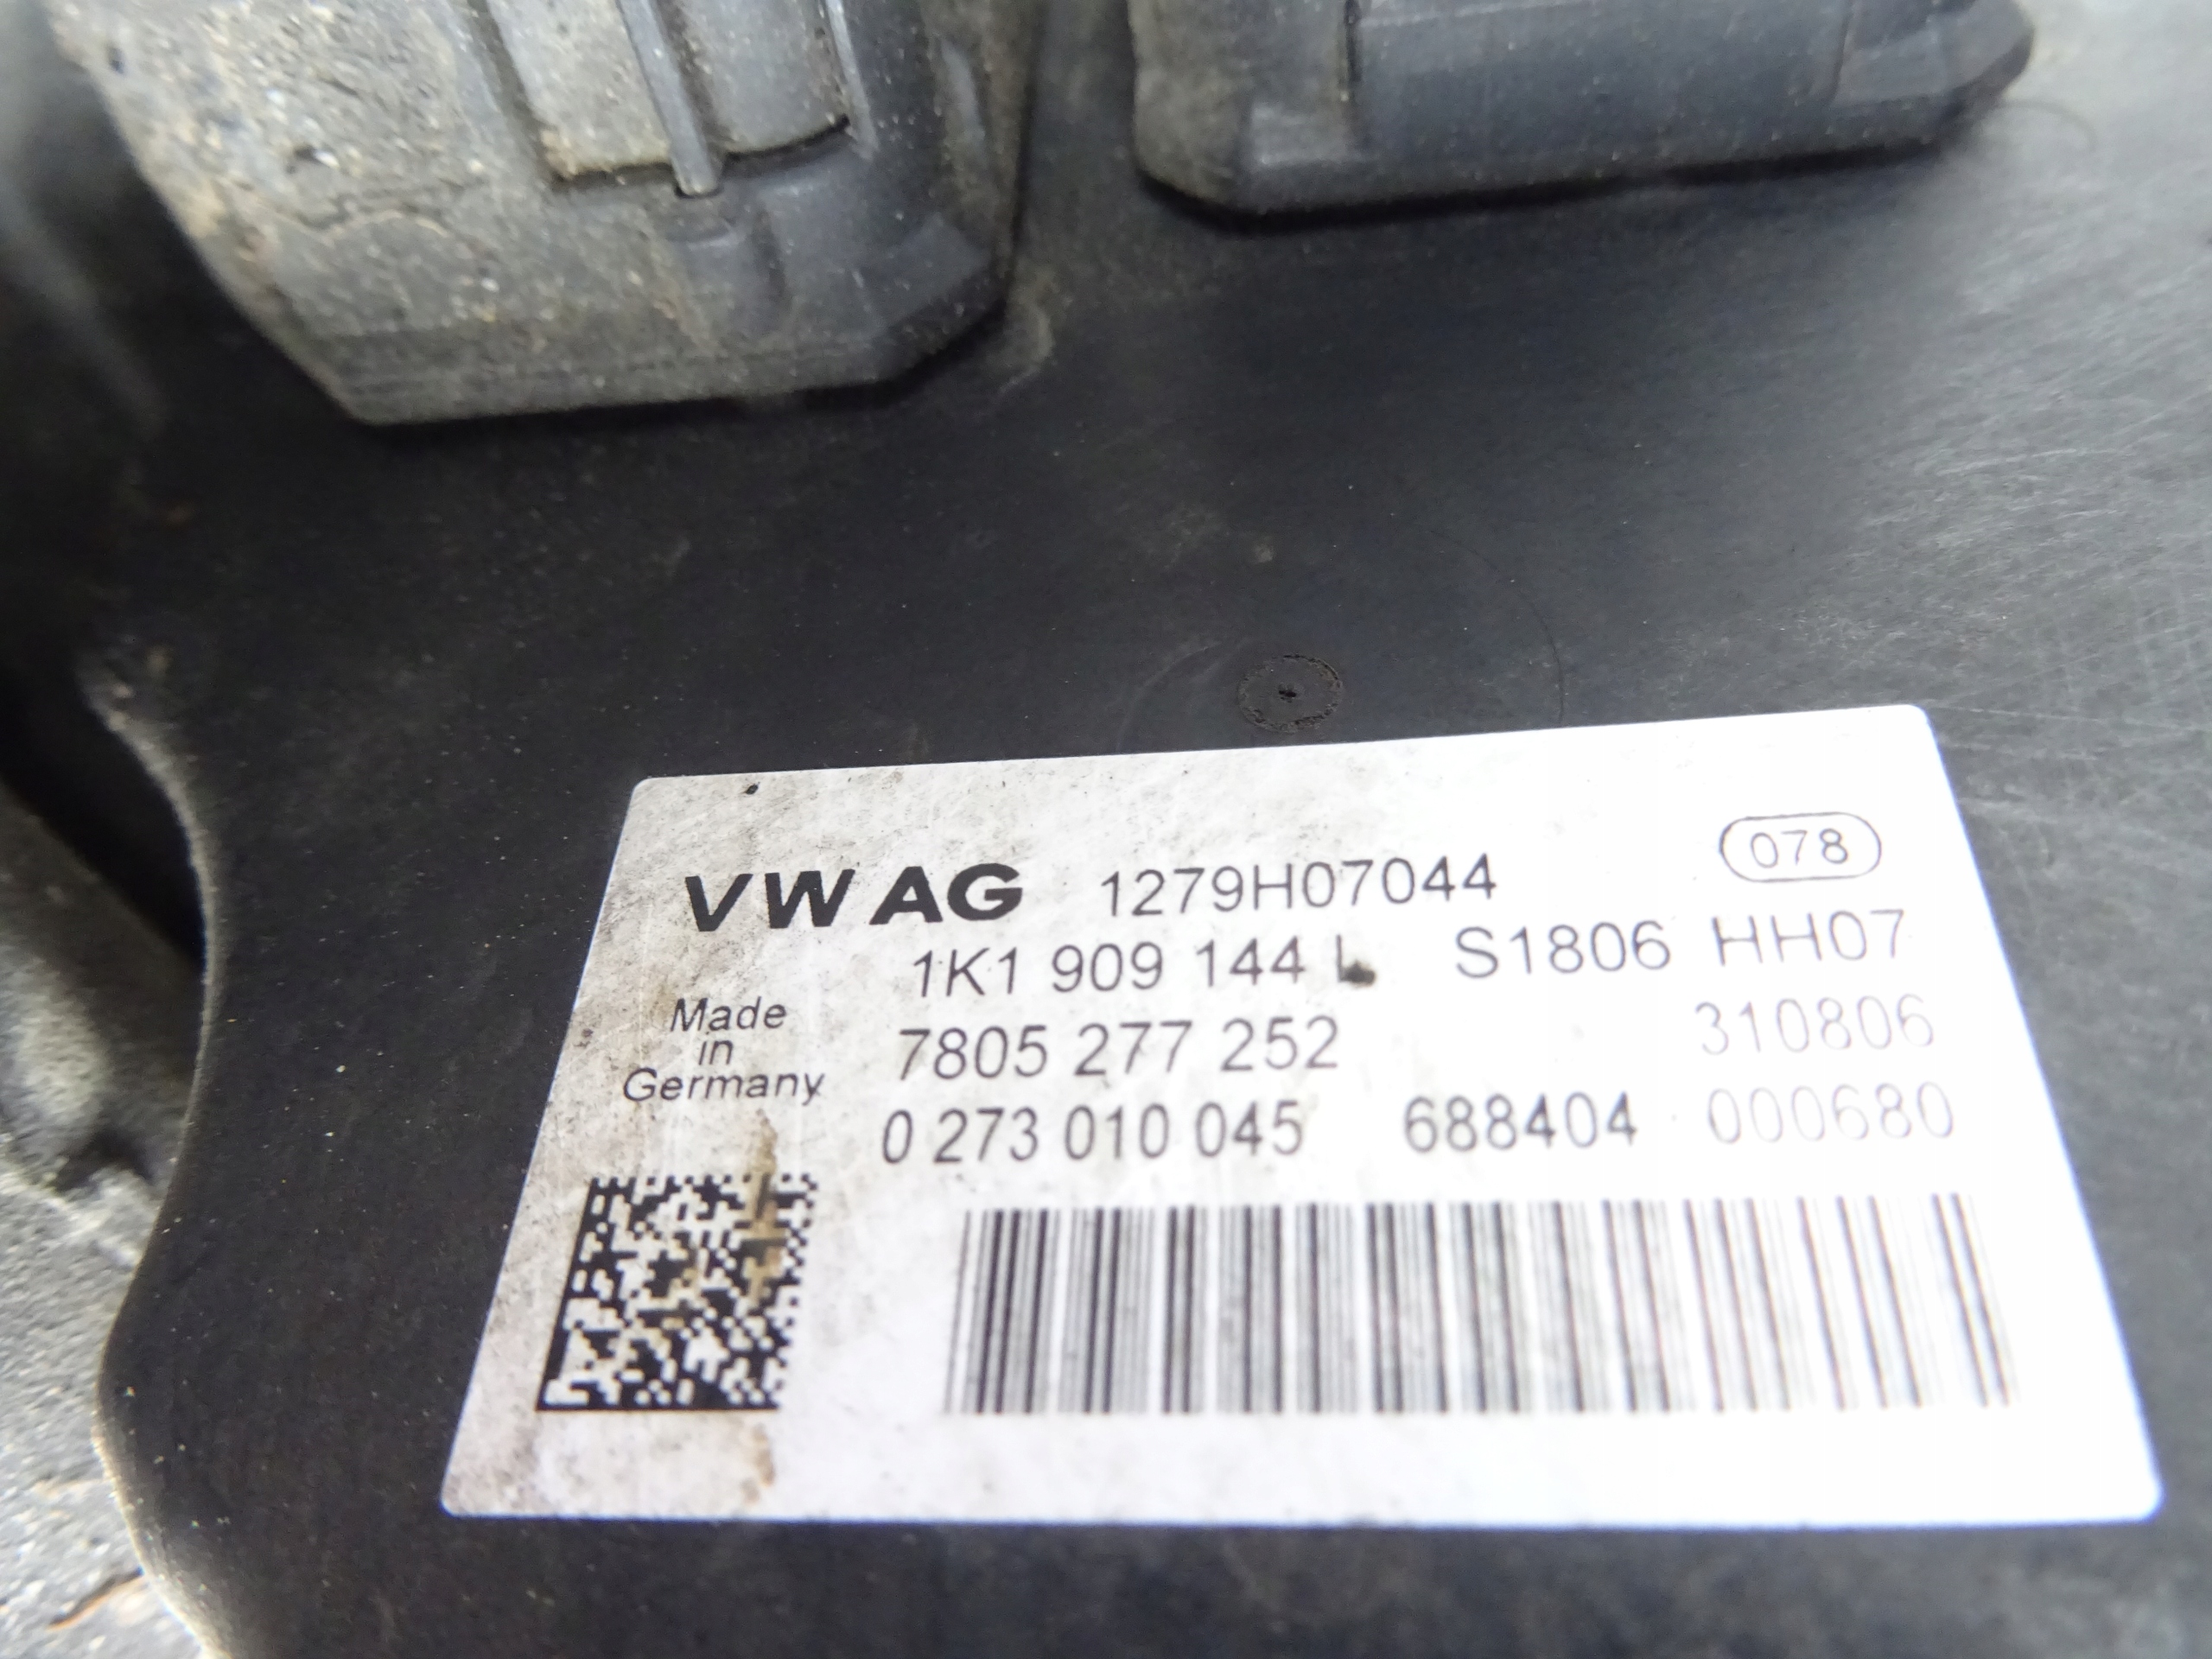 078
VW AG 1279H07044
1K1 909 144 L S1806 HH07
Made
in
Germany
7805 277 252 310806
0 273 010 045 688404 000680